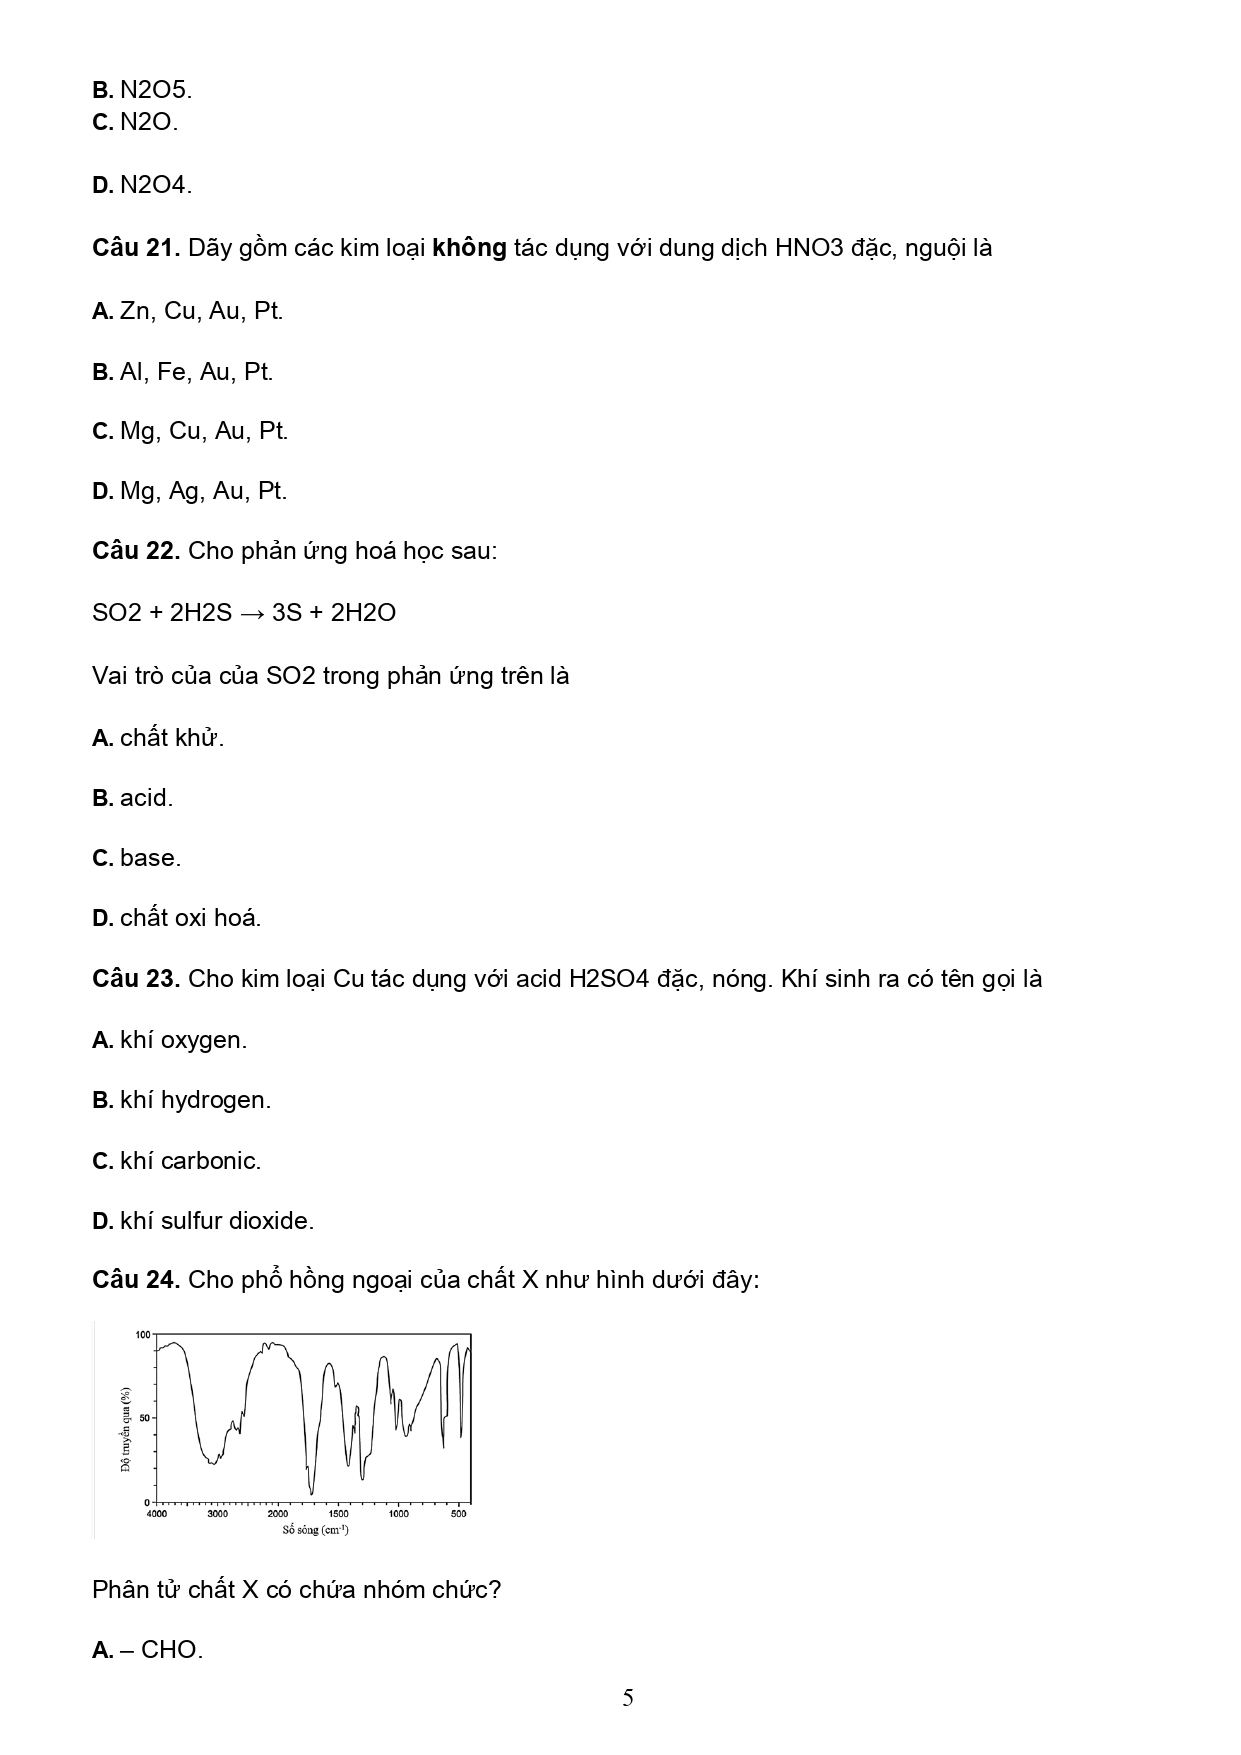 B. N2O5.
C. N2O.
D. N2O4.
Câu 21. Dãy gồm các kim loại không tác dụng với dung dịch HNO3 đặc, nguội là
A. Zn, Cu, Au, Pt.
B. Al, Fe, Au, Pt.
C. Mg, Cu, Au, Pt.
D. Mg, Ag, Au, Pt.
Câu 22. Cho phản ứng hoá học sau:
SO2 + 2H2S → 3S + 2H2O
Vai trò của của SO2 trong phản ứng trên là
A. chất khử.
B. acid.
C. base.
D. chất oxi hoá.
Câu 23. Cho kim loại Cu tác dụng với acid H2SO4 đặc, nóng. Khí sinh ra có tên gọi là
A. khí oxygen.
B. khí hydrogen.
C. khí carbonic.
D. khí sulfur dioxide.
Câu 24. Cho phổ hồng ngoại của chất X như hình dưới đây:
100
50
0
Độ truyền qua (%)
4000 3000 2000 1500 1000 500
Số sóng (cm⁻¹)
Phân tử chất X có chứa nhóm chức?
A. – CHO.
5